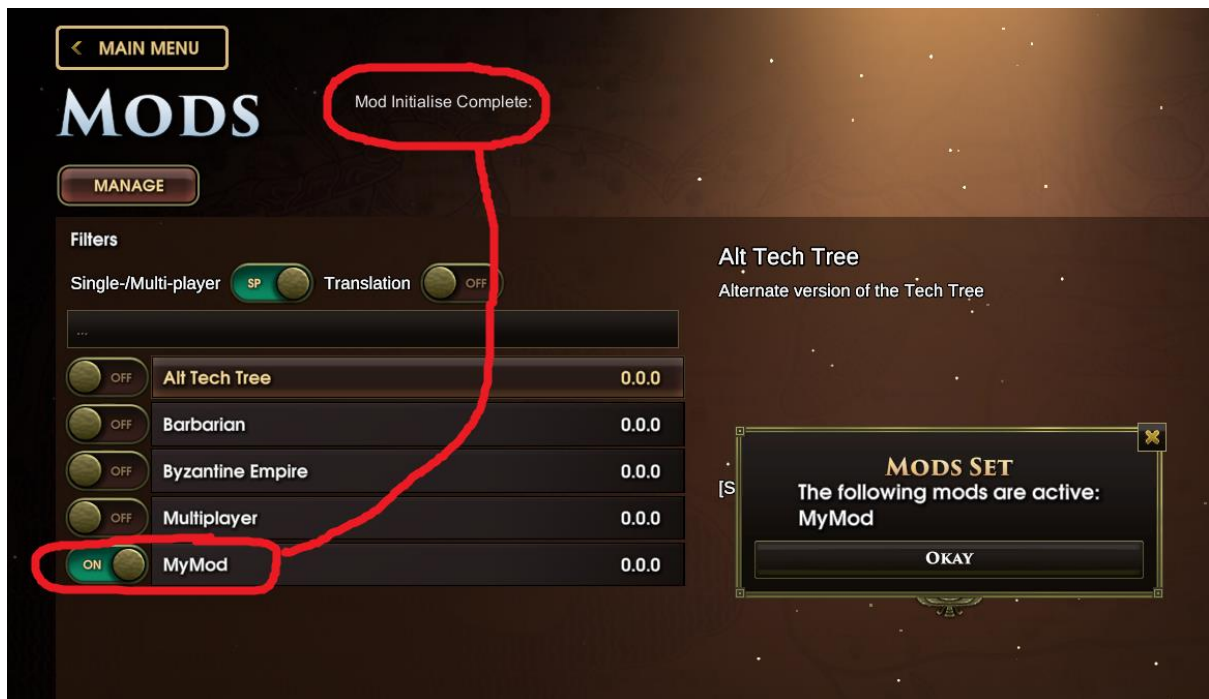 < MAIN MENU
MODS
Mod Initialise Complete:
MANAGE
Filters
Single-/Multi-player SP Translation OFF
...
OFF Alt Tech Tree 0.0.0
OFF Barbarian 0.0.0
OFF Byzantine Empire 0.0.0
OFF Multiplayer 0.0.0
ON MyMod 0.0.0
Alt Tech Tree
Alternate version of the Tech Tree
[S
MODS SET
The following mods are active:
MyMod
OKAY